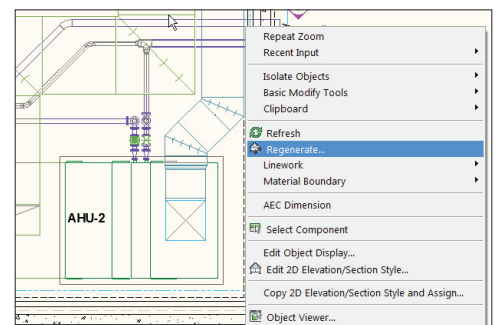 AHU-2
Repeat Zoom
Recent Input
Isolate Objects
Basic Modify Tools
Clipboard
Refresh
Regenerate...
Linework
Material Boundary
AEC Dimension
Select Component
Edit Object Display...
Edit 2D Elevation/Section Style...
Copy 2D Elevation/Section Style and Assign...
Object Viewer...